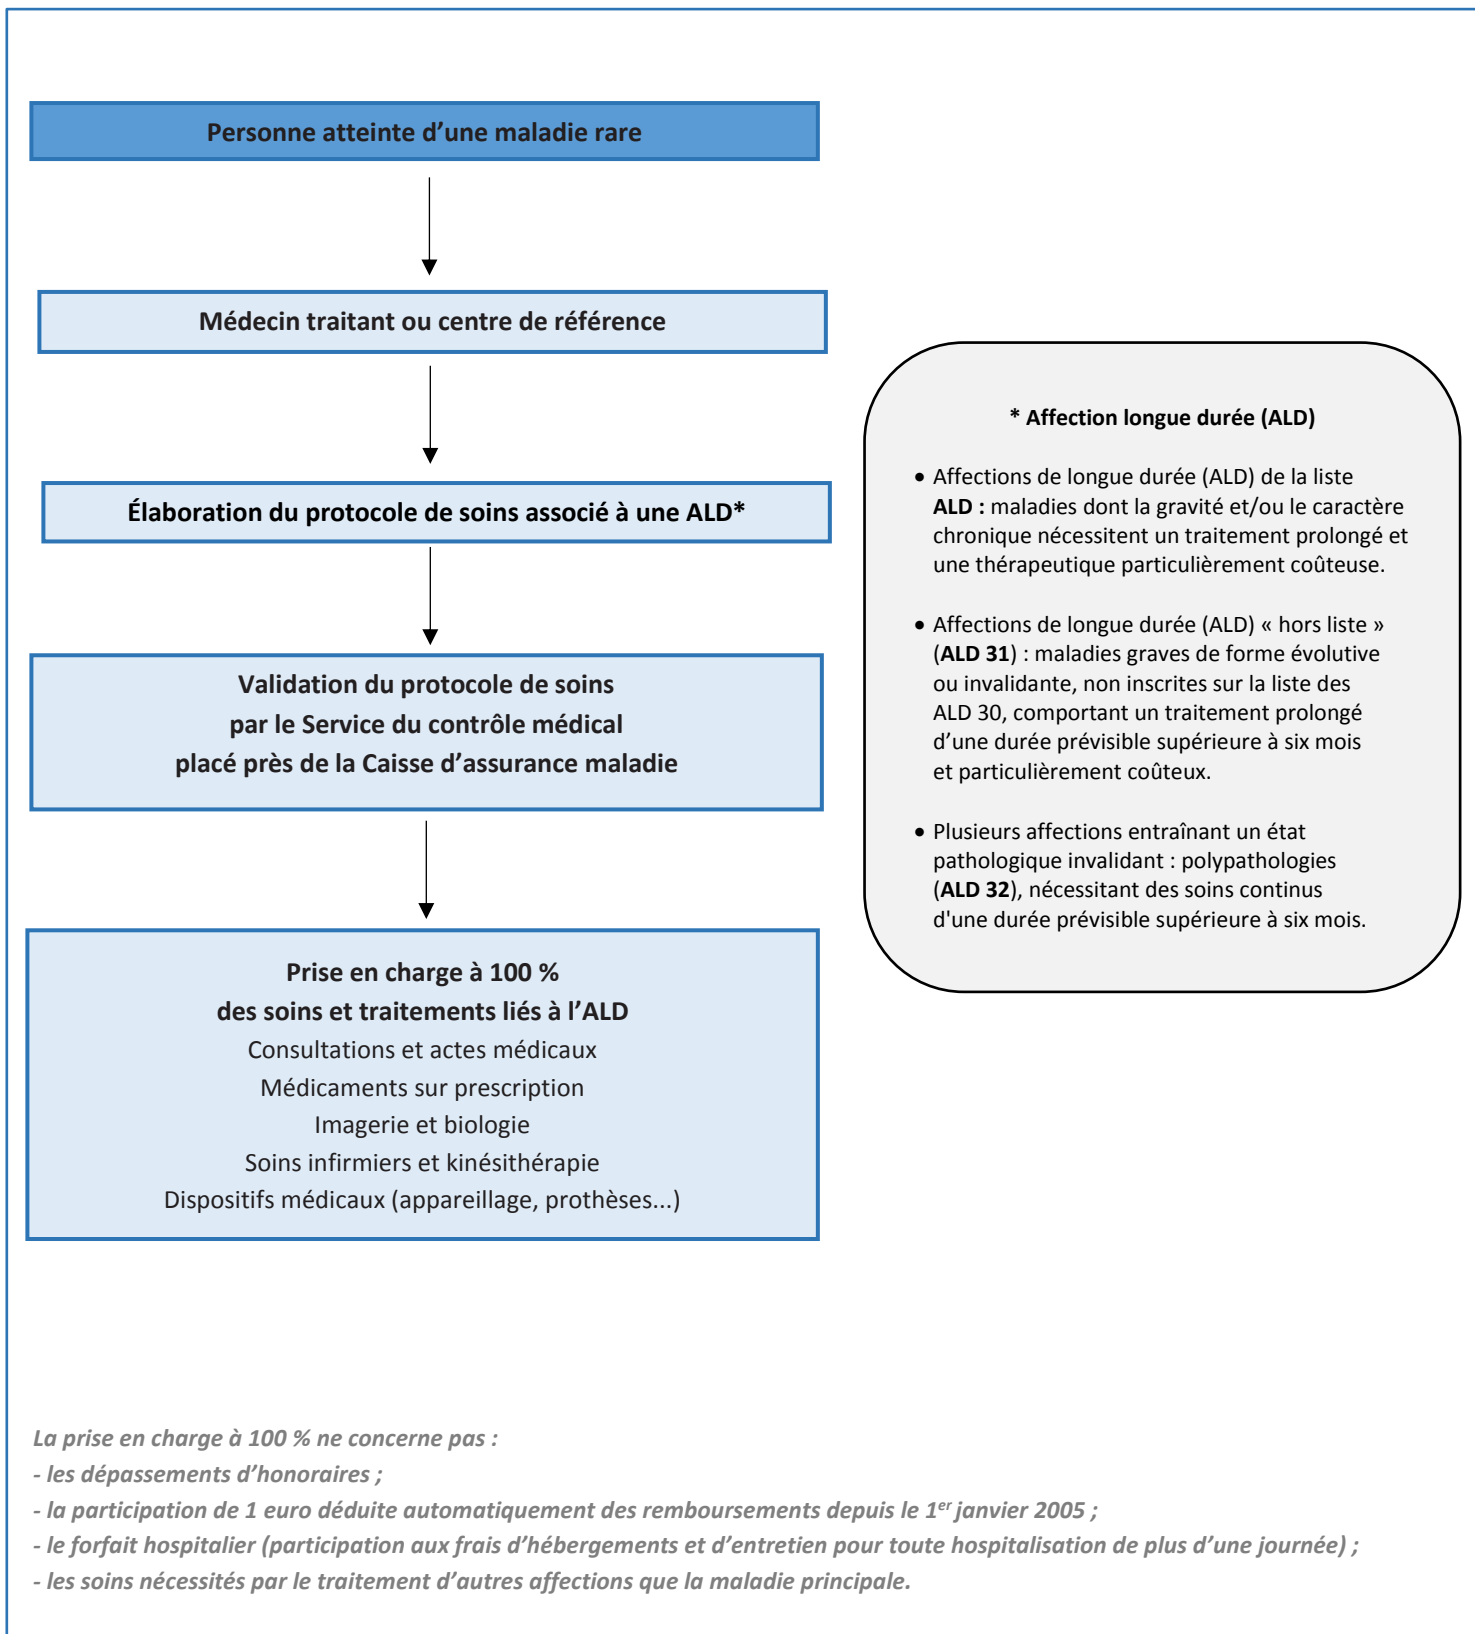 Personne atteinte d’une maladie rare
Médecin traitant ou centre de référence
Élaboration du protocole de soins associé à une ALD*
Validation du protocole de soins
par le Service du contrôle médical
placé près de la Caisse d’assurance maladie
Prise en charge à 100 %
des soins et traitements liés à l’ALD
Consultations et actes médicaux
Médicaments sur prescription
Imagerie et biologie
Soins infirmiers et kinésithérapie
Dispositifs médicaux (appareillage, prothèses...)
* Affection longue durée (ALD)
• Affections de longue durée (ALD) de la liste
ALD : maladies dont la gravité et/ou le caractère
chronique nécessitent un traitement prolongé et
une thérapeutique particulièrement coûteuse.
• Affections de longue durée (ALD) « hors liste »
(ALD 31) : maladies graves de forme évolutive
ou invalidante, non inscrites sur la liste des
ALD 30, comportant un traitement prolongé
d’une durée prévisible supérieure à six mois
et particulièrement coûteux.
• Plusieurs affections entraînant un état
pathologique invalidant : polypathologies
(ALD 32), nécessitant des soins continus
d'une durée prévisible supérieure à six mois.
La prise en charge à 100 % ne concerne pas :
- les dépassements d’honoraires ;
- la participation de 1 euro déduite automatiquement des remboursements depuis le 1er janvier 2005 ;
- le forfait hospitalier (participation aux frais d’hébergements et d’entretien pour toute hospitalisation de plus d’une journée) ;
- les soins nécessités par le traitement d’autres affections que la maladie principale.